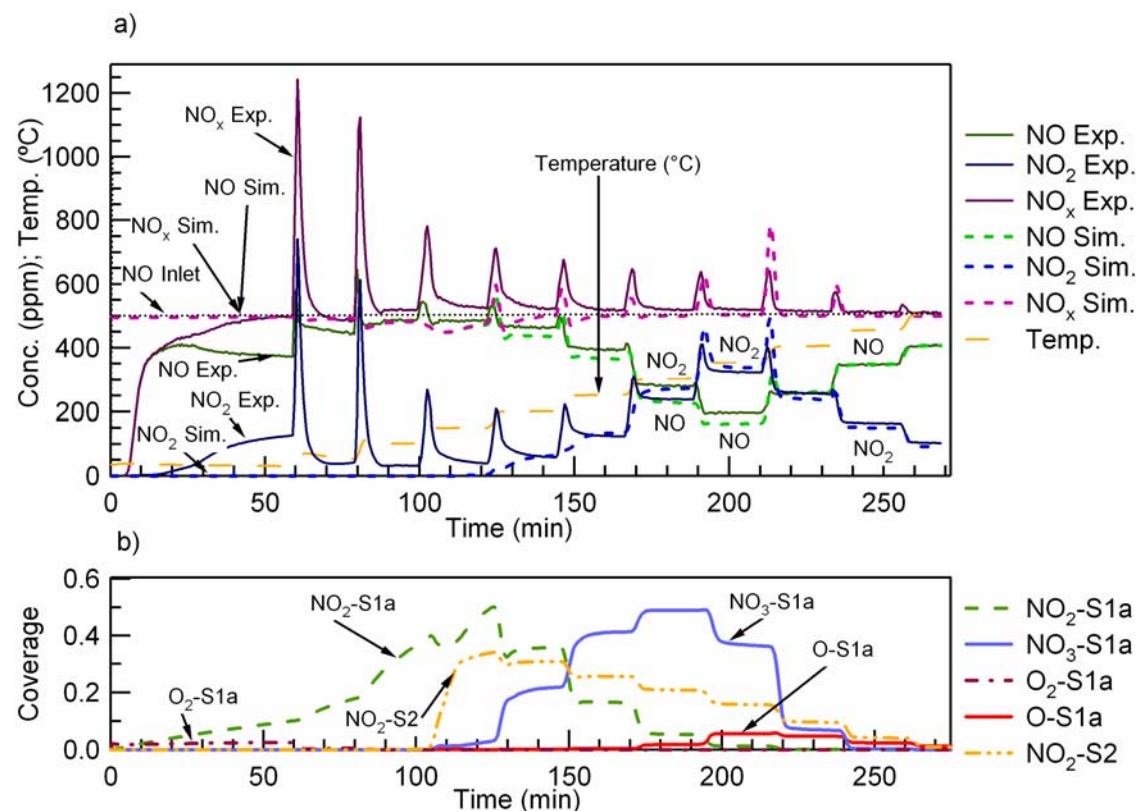 a)
1200
1000
800
600
400
200
0
Conc. (ppm); Temp. (ºC)
NOx Exp.
NO Sim.
NOx Sim.
NO Inlet
NO Exp.
NO2 Exp.
NO2 Sim.
Temperature (°C)
NO2
NO2
NO
NO
NO
NO2
0
50
100
150
200
250
Time (min)
NO Exp.
NO2 Exp.
NOx Exp.
NO Sim.
NO2 Sim.
NOx Sim.
Temp.
b)
0.6
0.4
0.2
0.0
Coverage
O2-S1a
NO2-S1a
NO2-S2
NO3-S1a
O-S1a
0
50
100
150
200
250
Time (min)
NO2-S1a
NO3-S1a
O2-S1a
O-S1a
NO2-S2